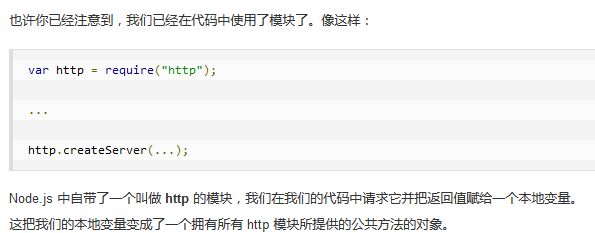 也许你已经注意到，我们已经在代码中使用了模块了。像这样：
var http = require("http");
...
http.createServer(...);
Node.js 中自带了一个叫做 http 的模块，我们在我们的代码中请求它并把返回值赋给一个本地变量。
这把我们的本地变量变成了一个拥有所有 http 模块所提供的公共方法的对象。